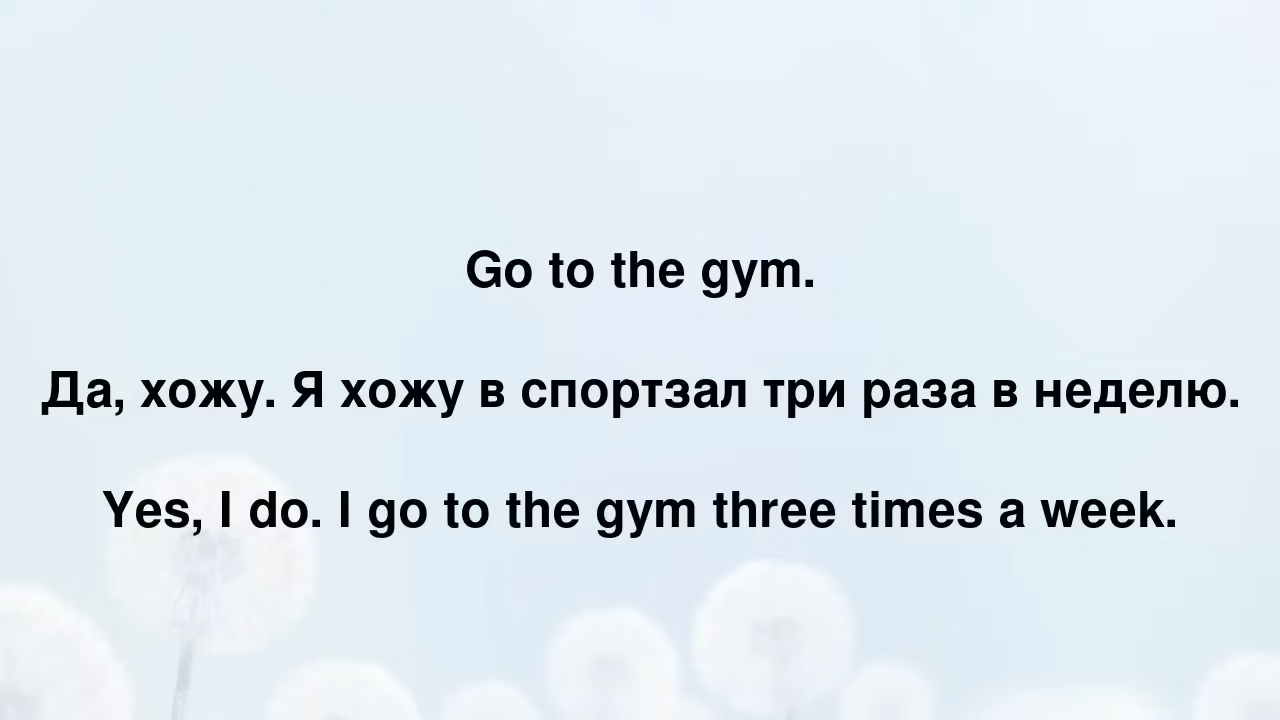 Go to the gym.
Да, хожу. Я хожу в спортзал три раза в неделю.
Yes, I do. I go to the gym three times a week.